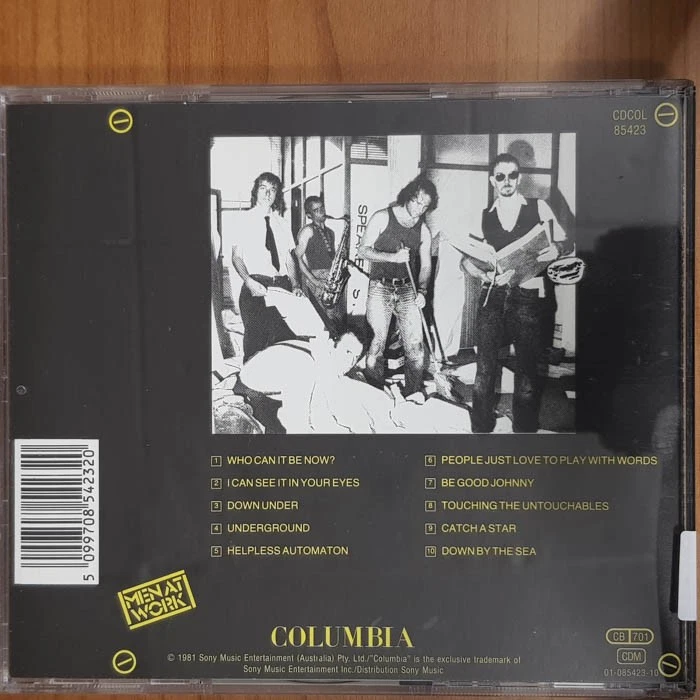 CDCOL
85423
SPEAKE
S.
1 WHO CAN IT BE NOW?
2 I CAN SEE IT IN YOUR EYES
3 DOWN UNDER
4 UNDERGROUND
5 HELPLESS AUTOMATON
6 PEOPLE JUST LOVE TO PLAY WITH WORDS
7 BE GOOD JOHNNY
8 TOUCHING THE UNTOUCHABLES
9 CATCH A STAR
10 DOWN BY THE SEA
5 099708 542320
MEN AT
WORK
COLUMBIA
© 1981 Sony Music Entertainment (Australia) Pty. Ltd./"Columbia" is the exclusive trademark of
Sony Music Entertainment Inc./Distribution Sony Music
CB 701
CDM
01-085423-10